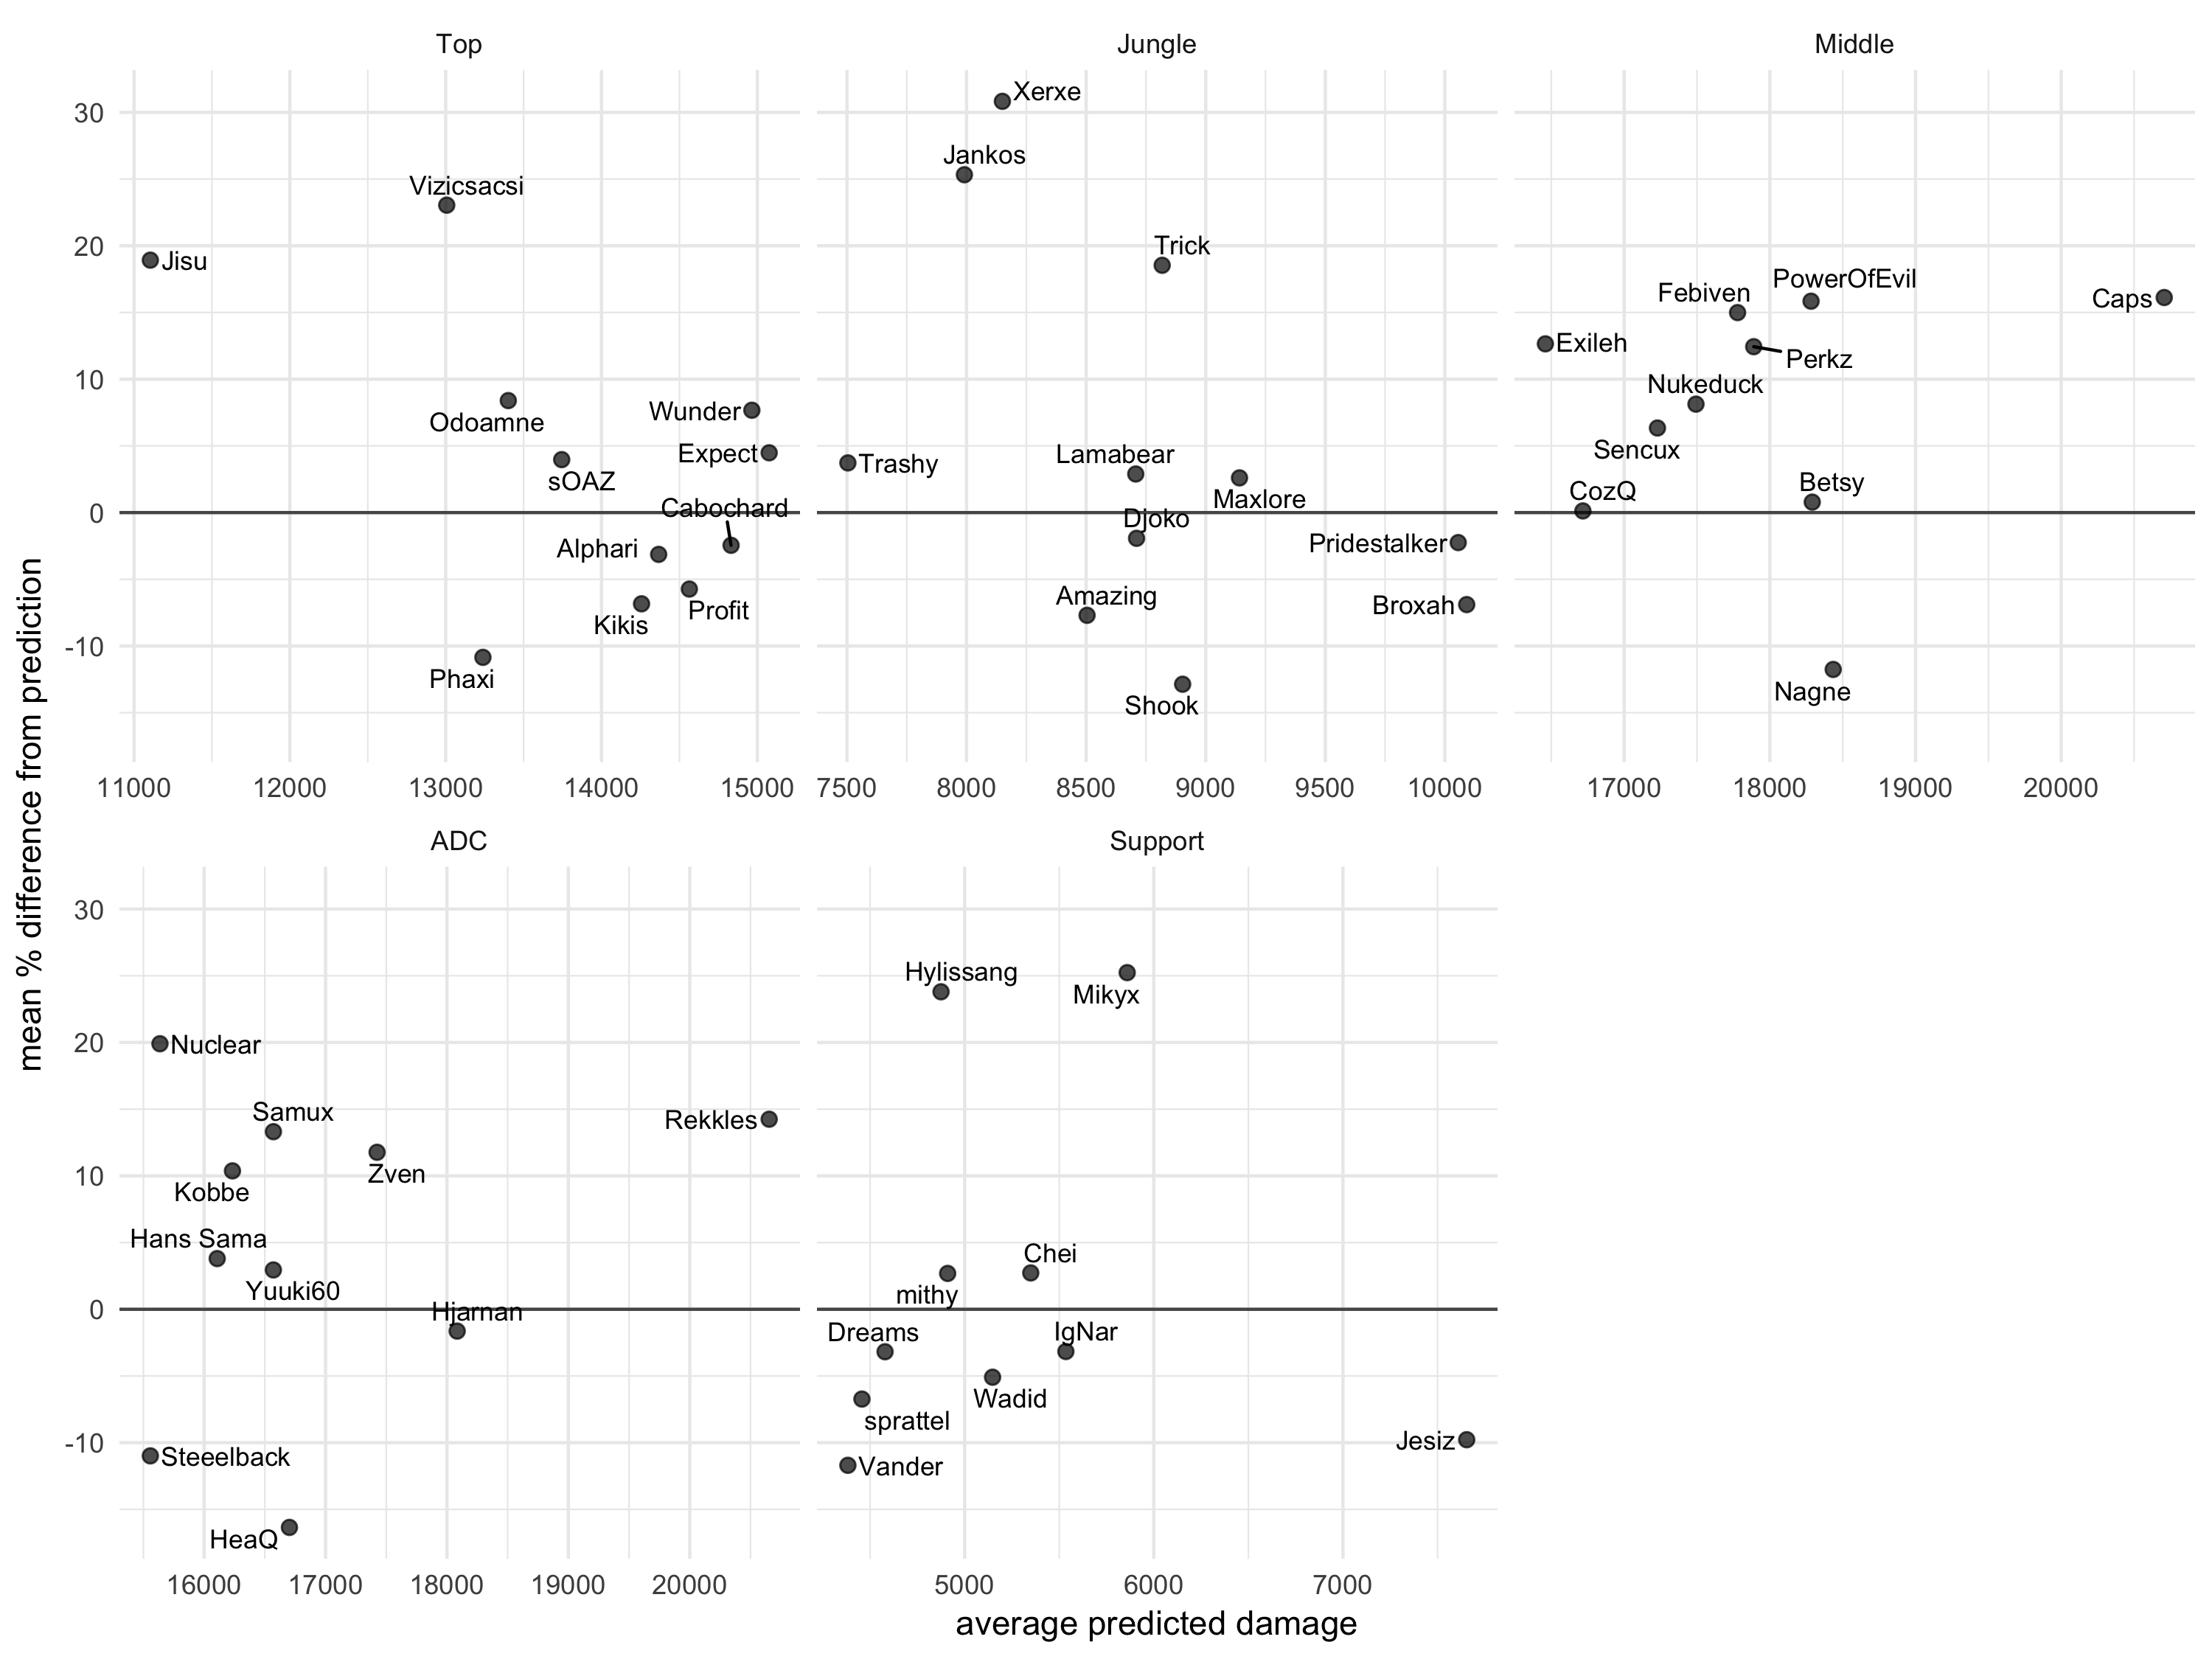 Top
Jungle
Middle
mean % difference from prediction
30
20
10
0
-10
Vizicsacsi
Jisu
Odoamne
Wunder
Expect
sOAZ
Cabochard
Alphari
Profit
Kikis
Phaxi
11000 12000 13000 14000 15000
Xerxe
Jankos
Trick
Trashy
Lamabear
Maxlore
Djoko
Pridestalker
Amazing
Broxah
Shook
7500 8000 8500 9000 9500 10000
PowerOfEvil
Febiven
Caps
Exileh
Perkz
Nukeduck
Sencux
CozQ
Betsy
Nagne
17000 18000 19000 20000
ADC
Support
30
20
10
0
-10
Nuclear
Samux
Rekkles
Zven
Kobbe
Hans Sama
Yuuki60
Hjarnan
Steeelback
HeaQ
16000 17000 18000 19000 20000
Hylissang
Mikyx
Chei
mithy
Dreams
IgNar
Wadid
sprattel
Jesiz
Vander
5000 6000 7000
average predicted damage